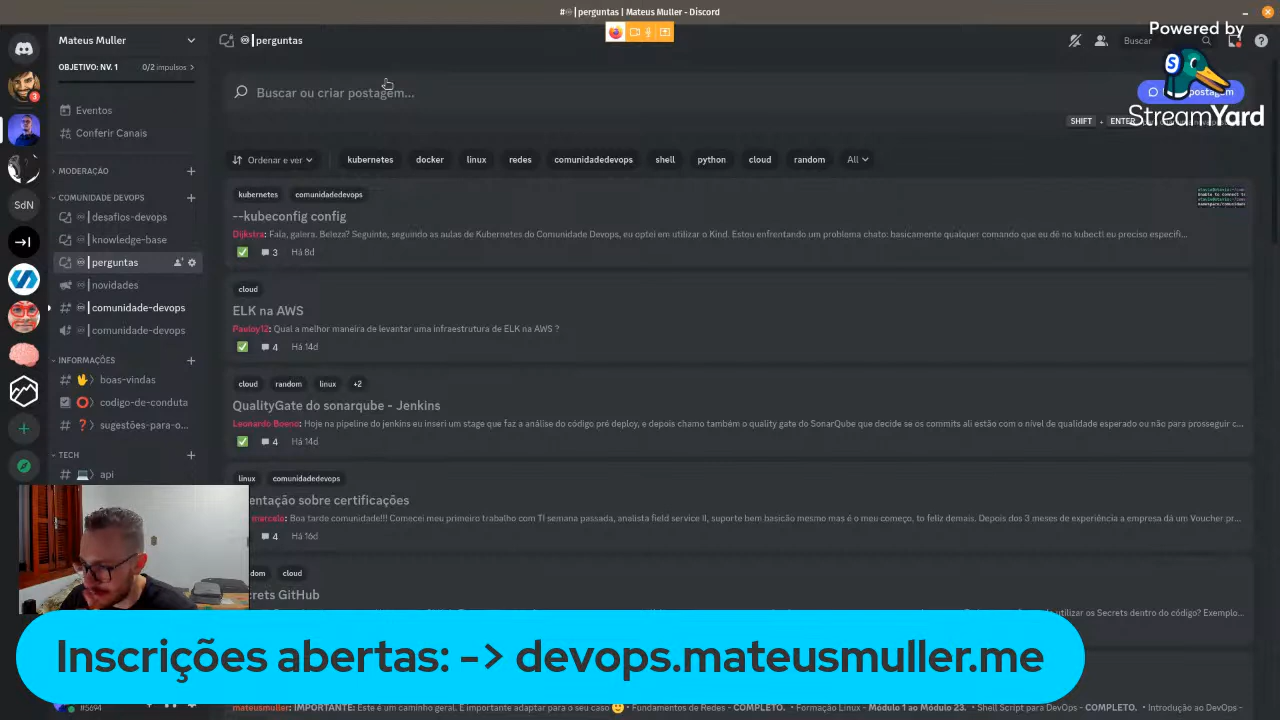 #♾️ | perguntas | Mateus Muller - Discord
Mateus Muller
♾️ | perguntas
Buscar
Powered by
StreamYard
OBJETIVO: NV. 1 0/2 impulsos
3
Buscar ou criar postagem...
postagem
SHIFT + ENTER
Eventos
Conferir Canais
Ordenar e ver
kubernetes docker linux redes comunidadedevops shell python cloud random All
MODERAÇÃO
COMUNIDADE DEVOPS
desafios-devops
knowledge-base
perguntas
novidades
comunidade-devops
comunidade-devops
SdN
INFORMAÇÕES
boas-vindas
codigo-de-conduta
sugestões-para-o...
TECH
api
kubernetes comunidadedevops
--kubeconfig config
Dijkstra: Fala, galera. Beleza? Seguinte, seguindo as aulas de Kubernetes do Comunidade Devops, eu optei em utilizar o Kind. Estou enfrentando um problema chato: basicamente qualquer comando que eu dê no kubectl eu preciso especifi...
3 Há 8d
cloud
ELK na AWS
Paeloy12: Qual a melhor maneira de levantar uma infraestrutura de ELK na AWS ?
4 Há 14d
cloud random linux +2
QualityGate do sonarqube - Jenkins
Leonardo Boeno: Hoje na pipeline do jenkins eu inseri um stage que faz a análise do código pré deploy, e depois chamo também o quality gate do SonarQube que decide se os commits ali estão com o nível de qualidade esperado ou não para prosseguir c...
4 Há 14d
linux comunidadedevops
entação sobre certificações
marcelo: Boa tarde comunidade!!! Comecei meu primeiro trabalho com TI semana passada, analista field service II, suporte bem basicão mesmo mas é o meu começo, to feliz demais. Depois dos 3 meses de experiência a empresa dá um Voucher pr...
4 Há 16d
dom cloud
crets GitHub
utilizar os Secrets dentro do código? Exemplo...
Inscrições abertas: -> devops.mateusmuller.me
#5694
mateusmuller: IMPORTANTE: Este é um caminho geral. É importante adaptar para o seu caso 🙂 • Fundamentos de Redes - COMPLETO. • Formação Linux - Módulo 1 ao Módulo 23. • Shell Script para DevOps - COMPLETO. • Introdução ao DevOps -